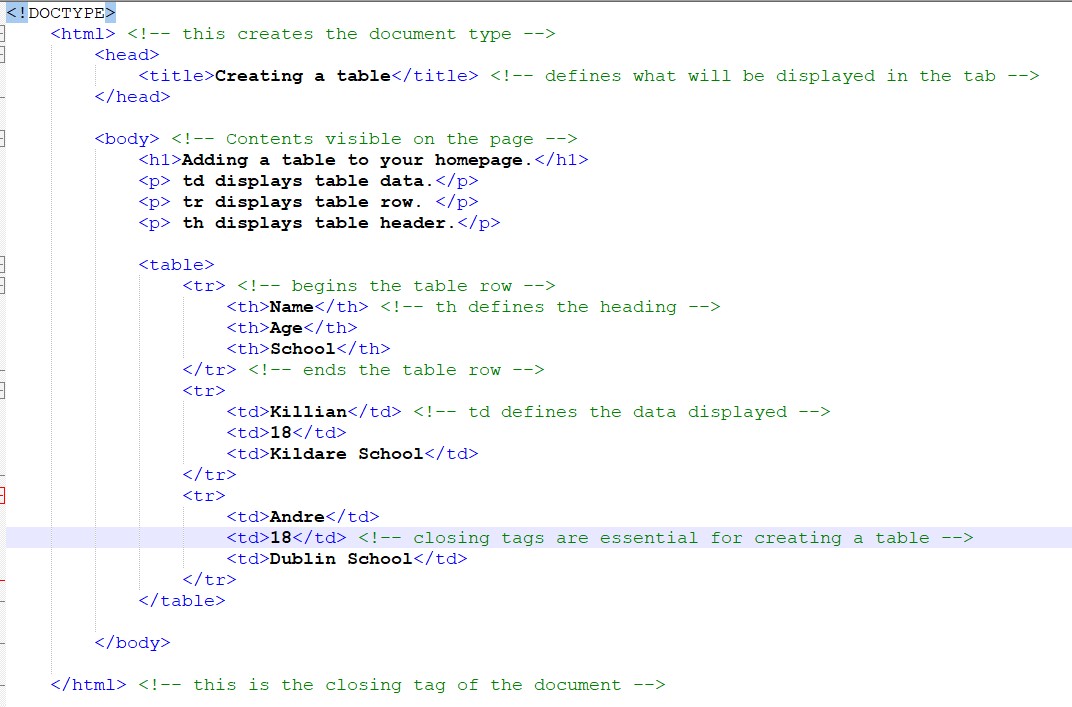 <!DOCTYPE>
<html> <!-- this creates the document type -->
<head>
<title>Creating a table</title> <!-- defines what will be displayed in the tab -->
</head>
<body> <!-- Contents visible on the page -->
<h1>Adding a table to your homepage.</h1>
<p> td displays table data.</p>
<p> tr displays table row. </p>
<p> th displays table header.</p>
<table>
<tr> <!-- begins the table row -->
<th>Name</th> <!-- th defines the heading -->
<th>Age</th>
<th>School</th>
</tr> <!-- ends the table row -->
<tr>
<td>Killian</td> <!-- td defines the data displayed -->
<td>18</td>
<td>Kildare School</td>
</tr>
<tr>
<td>Andre</td>
<td>18</td> <!-- closing tags are essential for creating a table -->
<td>Dublin School</td>
</tr>
</table>
</body>
</html> <!-- this is the closing tag of the document -->